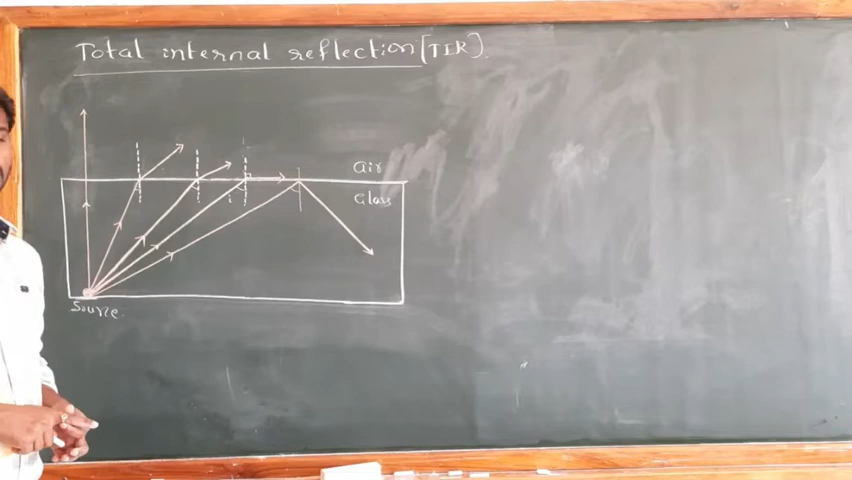 Total internal reflection [TIR].
air
Glass
Source.